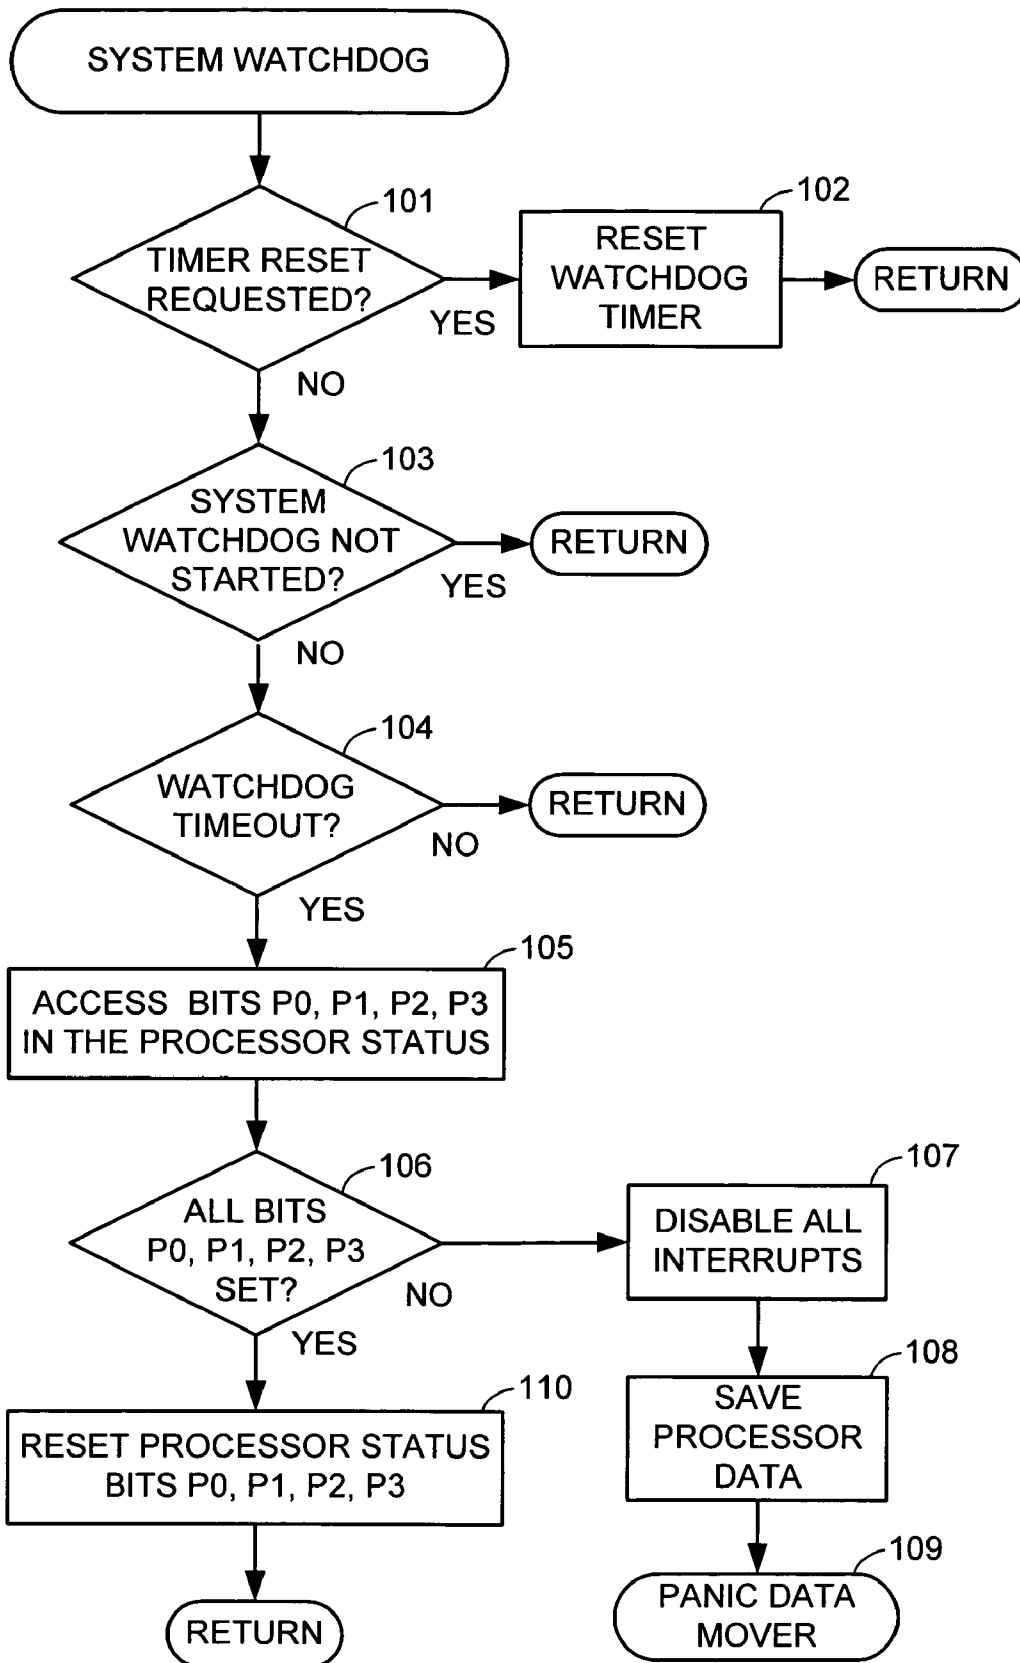 SYSTEM WATCHDOG
101
TIMER RESET
REQUESTED?
YES
NO
102
RESET
WATCHDOG
TIMER
RETURN
103
SYSTEM
WATCHDOG NOT
STARTED?
YES
NO
RETURN
104
WATCHDOG
TIMEOUT?
NO
YES
RETURN
105
ACCESS BITS P0, P1, P2, P3
IN THE PROCESSOR STATUS
106
ALL BITS
P0, P1, P2, P3
SET?
NO
YES
107
DISABLE ALL
INTERRUPTS
108
SAVE
PROCESSOR
DATA
109
PANIC DATA
MOVER
110
RESET PROCESSOR STATUS
BITS P0, P1, P2, P3
RETURN